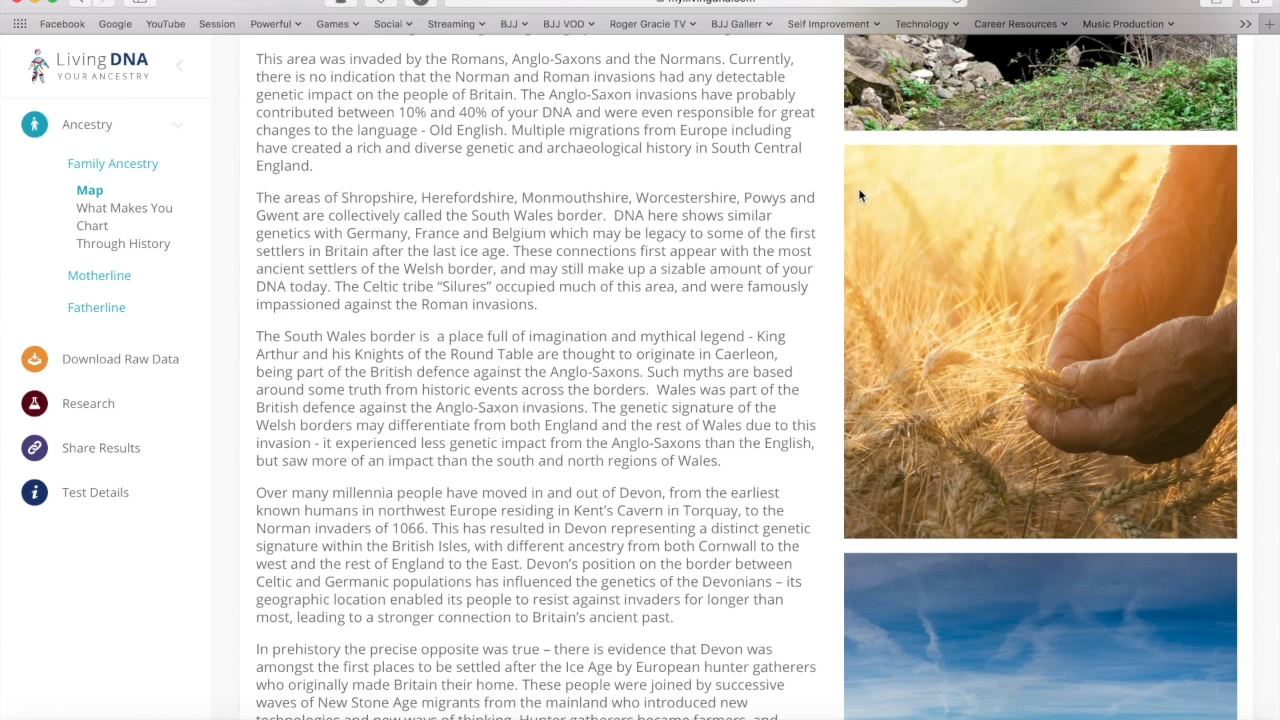 mylivingdna.com
Facebook Google YouTube Session Powerful Games Social Streaming BJJ BJJ VOD Roger Gracie TV BJJ Gallerr Self Improvement Technology Career Resources Music Production
Living DNA
YOUR ANCESTRY
Ancestry
Family Ancestry
Map
What Makes You
Chart
Through History
Motherline
Fatherline
Download Raw Data
Research
Share Results
Test Details
This area was invaded by the Romans, Anglo-Saxons and the Normans. Currently,
there is no indication that the Norman and Roman invasions had any detectable
genetic impact on the people of Britain. The Anglo-Saxon invasions have probably
contributed between 10% and 40% of your DNA and were even responsible for great
changes to the language - Old English. Multiple migrations from Europe including
have created a rich and diverse genetic and archaeological history in South Central
England.
The areas of Shropshire, Herefordshire, Monmouthshire, Worcestershire, Powys and
Gwent are collectively called the South Wales border. DNA here shows similar
genetics with Germany, France and Belgium which may be legacy to some of the first
settlers in Britain after the last ice age. These connections first appear with the most
ancient settlers of the Welsh border, and may still make up a sizable amount of your
DNA today. The Celtic tribe “Silures” occupied much of this area, and were famously
impassioned against the Roman invasions.
The South Wales border is a place full of imagination and mythical legend - King
Arthur and his Knights of the Round Table are thought to originate in Caerleon,
being part of the British defence against the Anglo-Saxons. Such myths are based
around some truth from historic events across the borders. Wales was part of the
British defence against the Anglo-Saxon invasions. The genetic signature of the
Welsh borders may differentiate from both England and the rest of Wales due to this
invasion - it experienced less genetic impact from the Anglo-Saxons than the English,
but saw more of an impact than the south and north regions of Wales.
Over many millennia people have moved in and out of Devon, from the earliest
known humans in northwest Europe residing in Kent’s Cavern in Torquay, to the
Norman invaders of 1066. This has resulted in Devon representing a distinct genetic
signature within the British Isles, with different ancestry from both Cornwall to the
west and the rest of England to the East. Devon’s position on the border between
Celtic and Germanic populations has influenced the genetics of the Devonians – its
geographic location enabled its people to resist against invaders for longer than
most, leading to a stronger connection to Britain’s ancient past.
In prehistory the precise opposite was true – there is evidence that Devon was
amongst the first places to be settled after the Ice Age by European hunter gatherers
who originally made Britain their home. These people were joined by successive
waves of New Stone Age migrants from the mainland who introduced new
technologies and new ways of thinking. Hunter gatherers became farmers, and